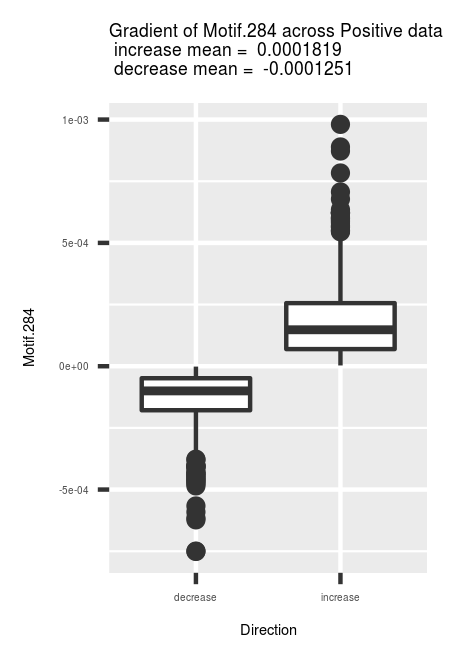 Gradient of Motif.284 across Positive data
increase mean =  0.0001819
decrease mean =  -0.0001251
1e-03
5e-04
0e+00
-5e-04
Motif.284
decrease
increase
Direction